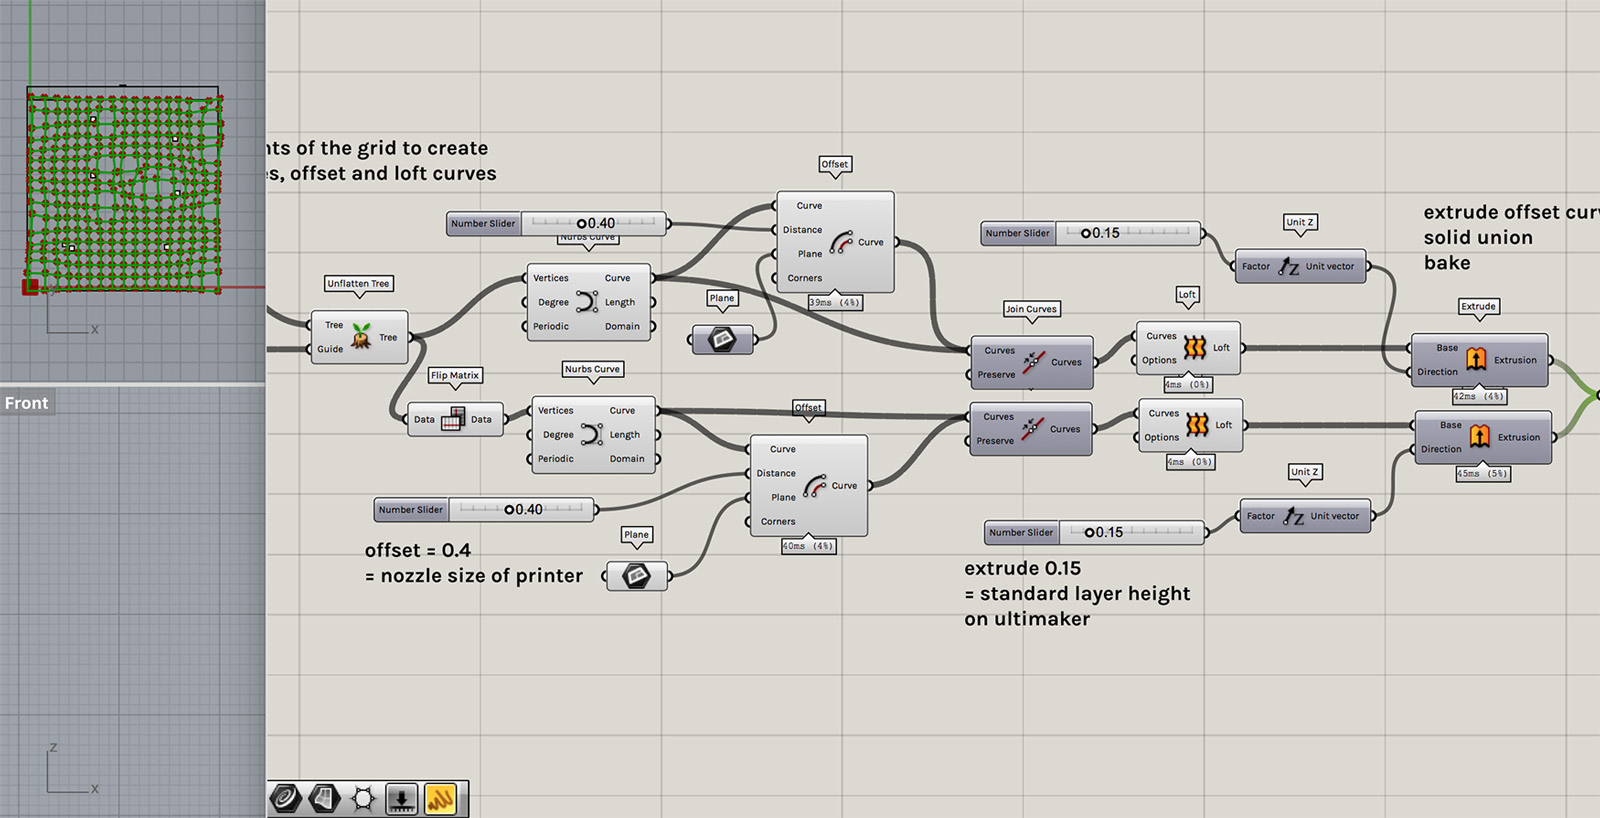 nts of the grid to create
s, offset and loft curves
Offset
Number Slider 0.40
Nurbs Curve
Curve
Distance
Plane
Corners
Curve
39ms (4%)
Number Slider 0.15
Unit Z
Factor Unit vector
extrude offset cur
solid union
bake
Unflatten Tree
Tree
Guide
Tree
Vertices Curve
Degree Length
Periodic Domain
Plane
Join Curves
Curves
Preserve
Curves
Loft
Curves
Options
Loft
4ms (0%)
Extrude
Base
Direction
Extrusion
42ms (4%)
Flip Matrix
Data Data
Nurbs Curve
Vertices Curve
Degree Length
Periodic Domain
Offset
Curve
Distance
Plane
Corners
Curve
40ms (4%)
Curves
Preserve
Curves
Curves
Options
Loft
4ms (0%)
Base
Direction
Extrusion
45ms (5%)
Number Slider 0.40
offset = 0.4
= nozzle size of printer
Plane
Unit Z
Factor Unit vector
Number Slider 0.15
extrude 0.15
= standard layer height
on ultimaker
x
Front
z
x